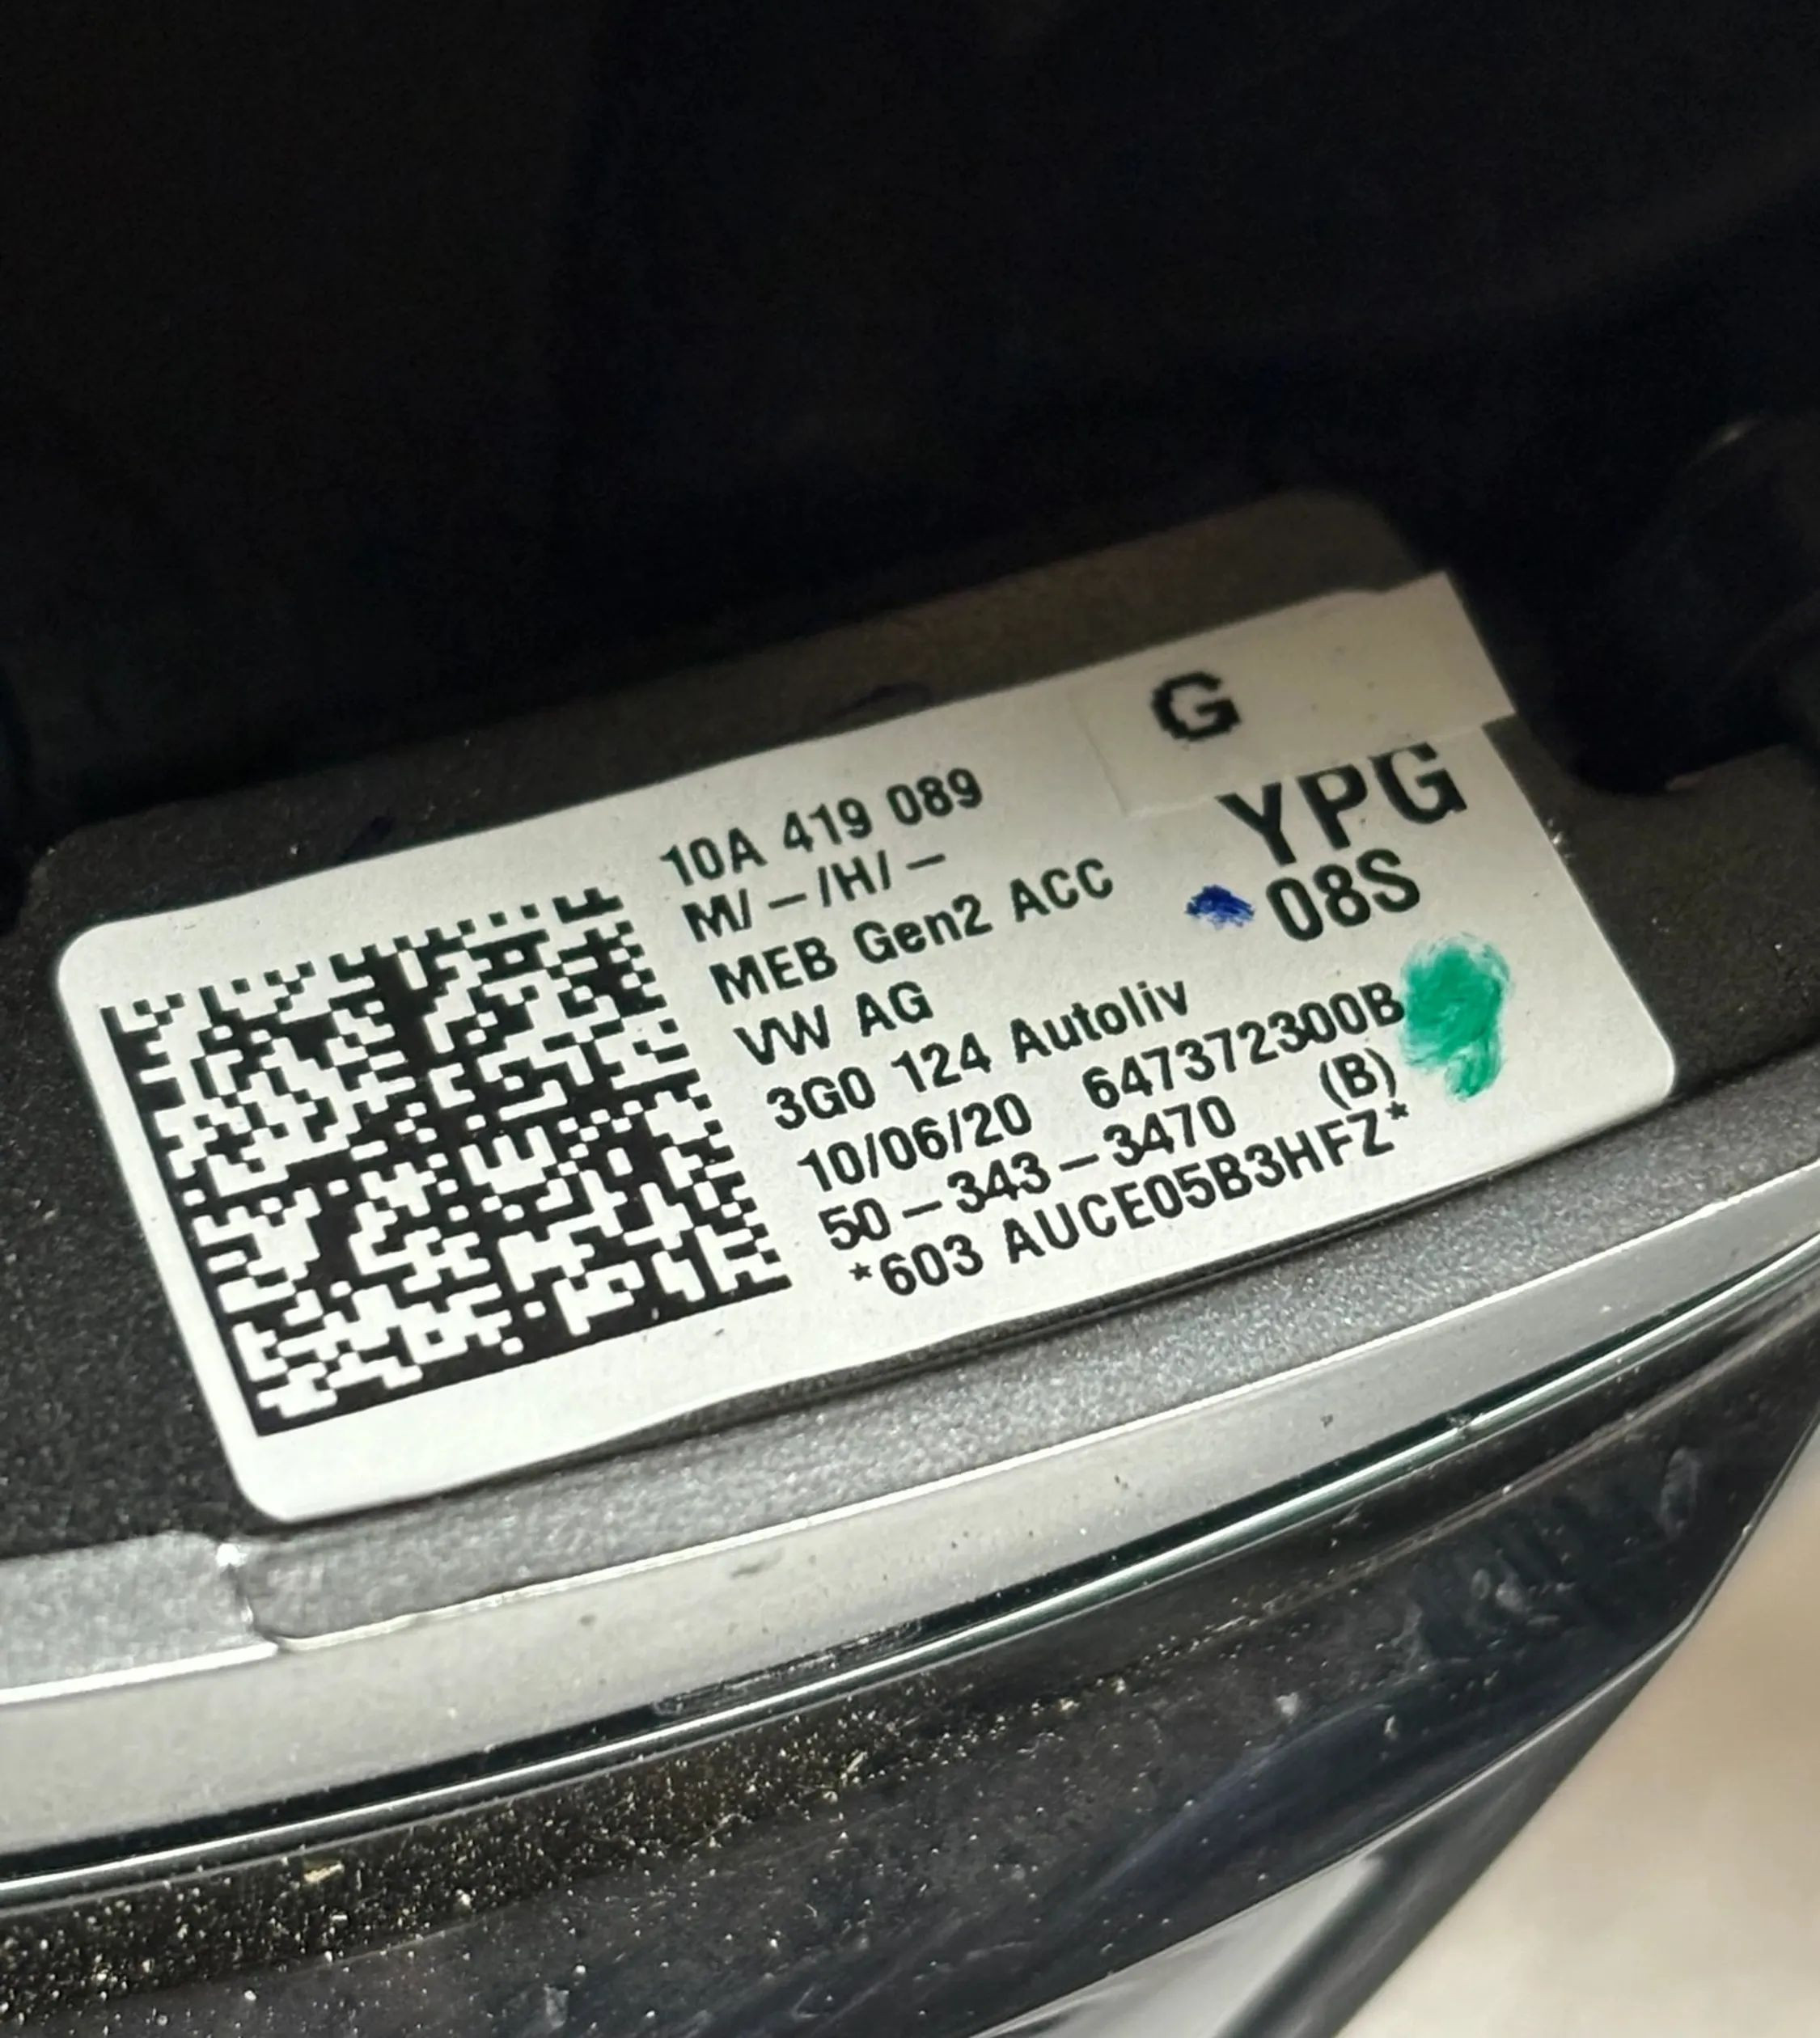 G
10A 419 089
YPG
M/–/H/–
08S
MEB Gen2 ACC
VW AG
3G0 124 Autoliv
10/06/20 647372300B
50–343–3470 (B)
*603 AUCE05B3HFZ*